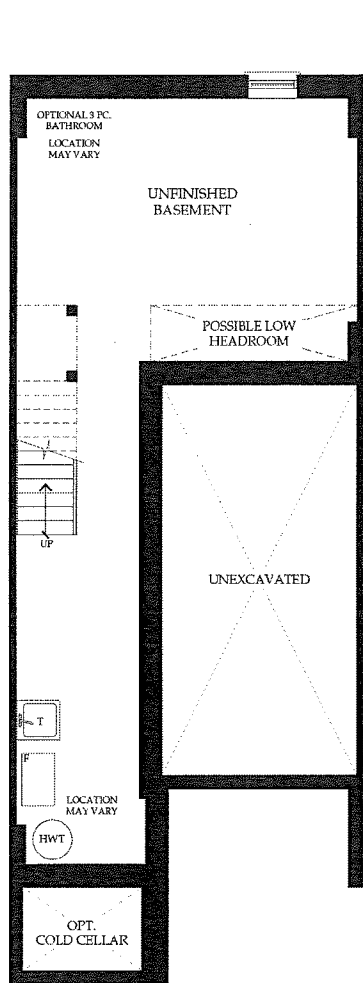 OPTIONAL 3 PC.
BATHROOM
LOCATION
MAY VARY
UNFINISHED
BASEMENT
POSSIBLE LOW
HEADROOM
UP
UNEXCAVATED
T
F
LOCATION
MAY VARY
HWT
OPT.
COLD CELLAR